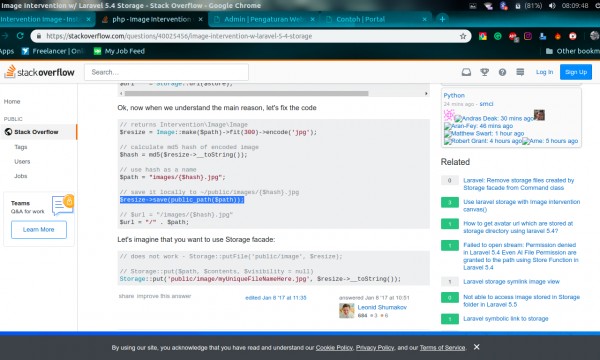 Image Intervention w/ Laravel 5.4 Storage - Stack Overflow - Google Chrome
(81%)
08:09:48
Intervention Image - Inst
php - Image Intervention
Admin | Pengaturan Web
Contoh | Portal
https://stackoverflow.com/questions/40025456/image-intervention-w-laravel-5-4-storage
Apps
Freelancer | Onl
My Job Feed
Other bookm
stackoverflow
Search...
Log In
Sign Up
Home
PUBLIC
Stack Overflow
Tags
Users
Jobs
Teams
Q&A for work
Learn More
Ok, now when we understand the main reason, let's fix the code
// returns Intervention\Image\Image
$resize = Image::make($path)->fit(300)->encode('jpg');
// calculate md5 hash of encoded image
$hash = md5($resize->__toString());
// use hash as a name
$path = "images/{$hash}.jpg";
// save it locally to ~/public/images/{$hash}.jpg
$resize->save(public_path($path));
// $url = "/images/{$hash}.jpg"
$url = "/" . $path;
Let's imagine that you want to use Storage facade:
// does not work - Storage::putFile('public/image', $resize);
// Storage::put($path, $contents, $visibility = null)
Storage::put('public/image/myUniqueFileNameHere.jpg', $resize->__toString());
share improve this answer
edited Jan 8 '17 at 11:35
answered Jan 8 '17 at 10:51
Leonid Shumakov
Python
24 mins ago - smci
Andras Deak: 30 mins ago
Aran-Fey: 46 mins ago
Matthew Swart: 1 hour ago
Robert Grant: 4 hours ago
Arne: 5 hours ago
Related
0
Laravel: Remove storage files created by Storage facade from Command class
3
Use laravel storage with Image intervention canvas()
1
How to get avatar url which are stored at storage directory using laravel 5.4?
1
Failed to open stream: Permission denied in Laravel 5.4 Even Al File Permission are granted to the path using Store Function in Laravel 5.4
1
Laravel storage symlink image view
0
Not able to access image stored in Storage folder in Laravel 5.5
1
Laravel symbolic link to storage
By using our site, you acknowledge that you have read and understand our Cookie Policy, Privacy Policy, and our Terms of Service.